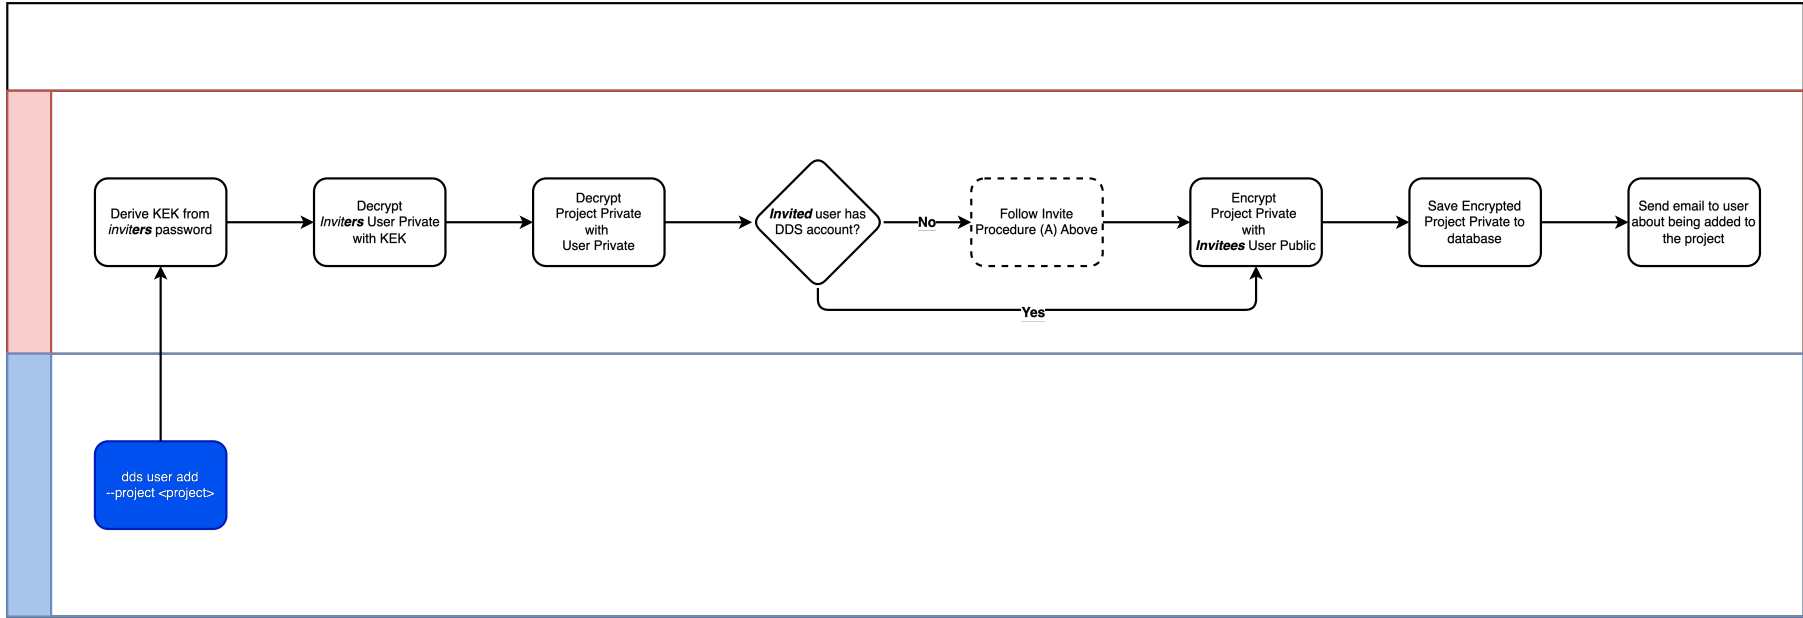 Derive KEK from
inviters password
Decrypt
Inviters User Private
with KEK
Decrypt
Project Private
with
User Private
Invited user has
DDS account?
No
Follow Invite
Procedure (A) Above
Encrypt
Project Private
with
Invitees User Public
Save Encrypted
Project Private to
database
Send email to user
about being added to
the project
Yes
dds user add
--project <project>